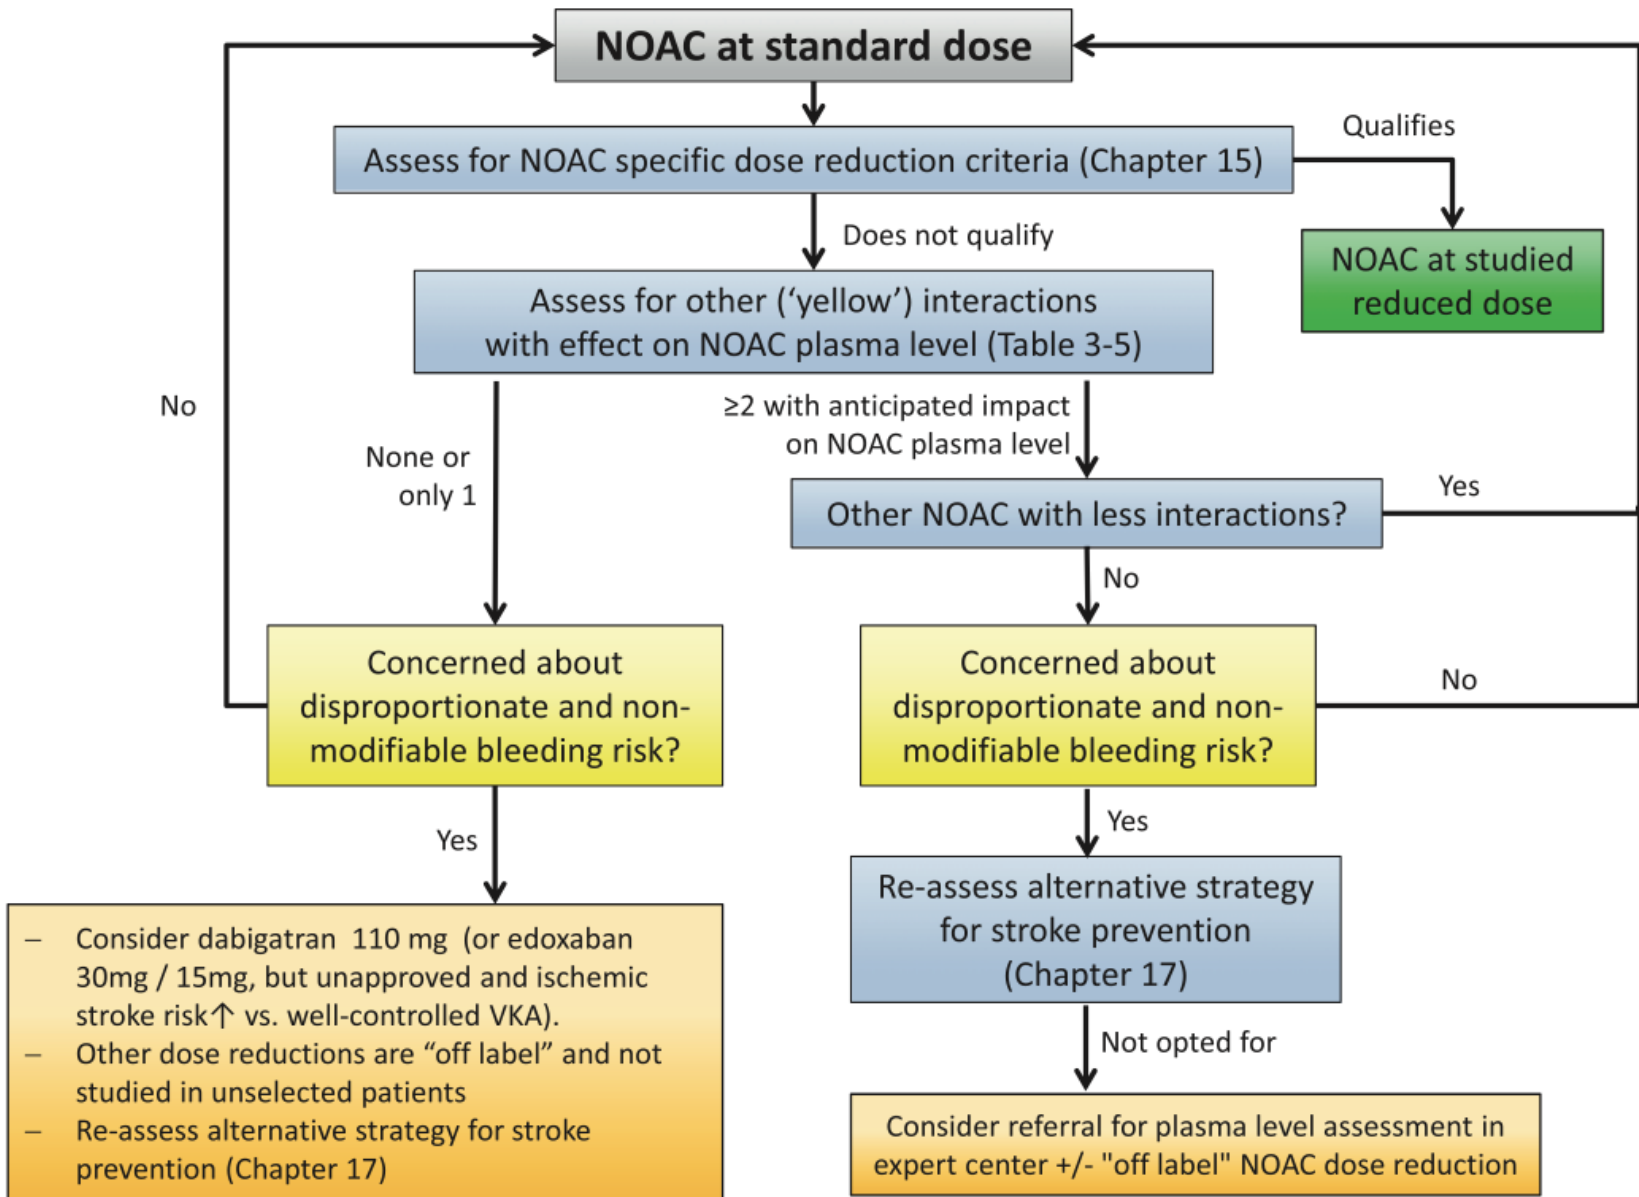 NOAC at standard dose
Assess for NOAC specific dose reduction criteria (Chapter 15)
Qualifies
Does not qualify
NOAC at studied
reduced dose
Assess for other (‘yellow’) interactions
with effect on NOAC plasma level (Table 3-5)
No
None or
only 1
≥2 with anticipated impact
on NOAC plasma level
Other NOAC with less interactions?
Yes
No
Concerned about
disproportionate and non-
modifiable bleeding risk?
Concerned about
disproportionate and non-
modifiable bleeding risk?
No
Yes
Yes
– Consider dabigatran 110 mg (or edoxaban
30mg / 15mg, but unapproved and ischemic
stroke risk↑ vs. well-controlled VKA).
– Other dose reductions are “off label” and not
studied in unselected patients
– Re-assess alternative strategy for stroke
prevention (Chapter 17)
Re-assess alternative strategy
for stroke prevention
(Chapter 17)
Not opted for
Consider referral for plasma level assessment in
expert center +/- "off label" NOAC dose reduction